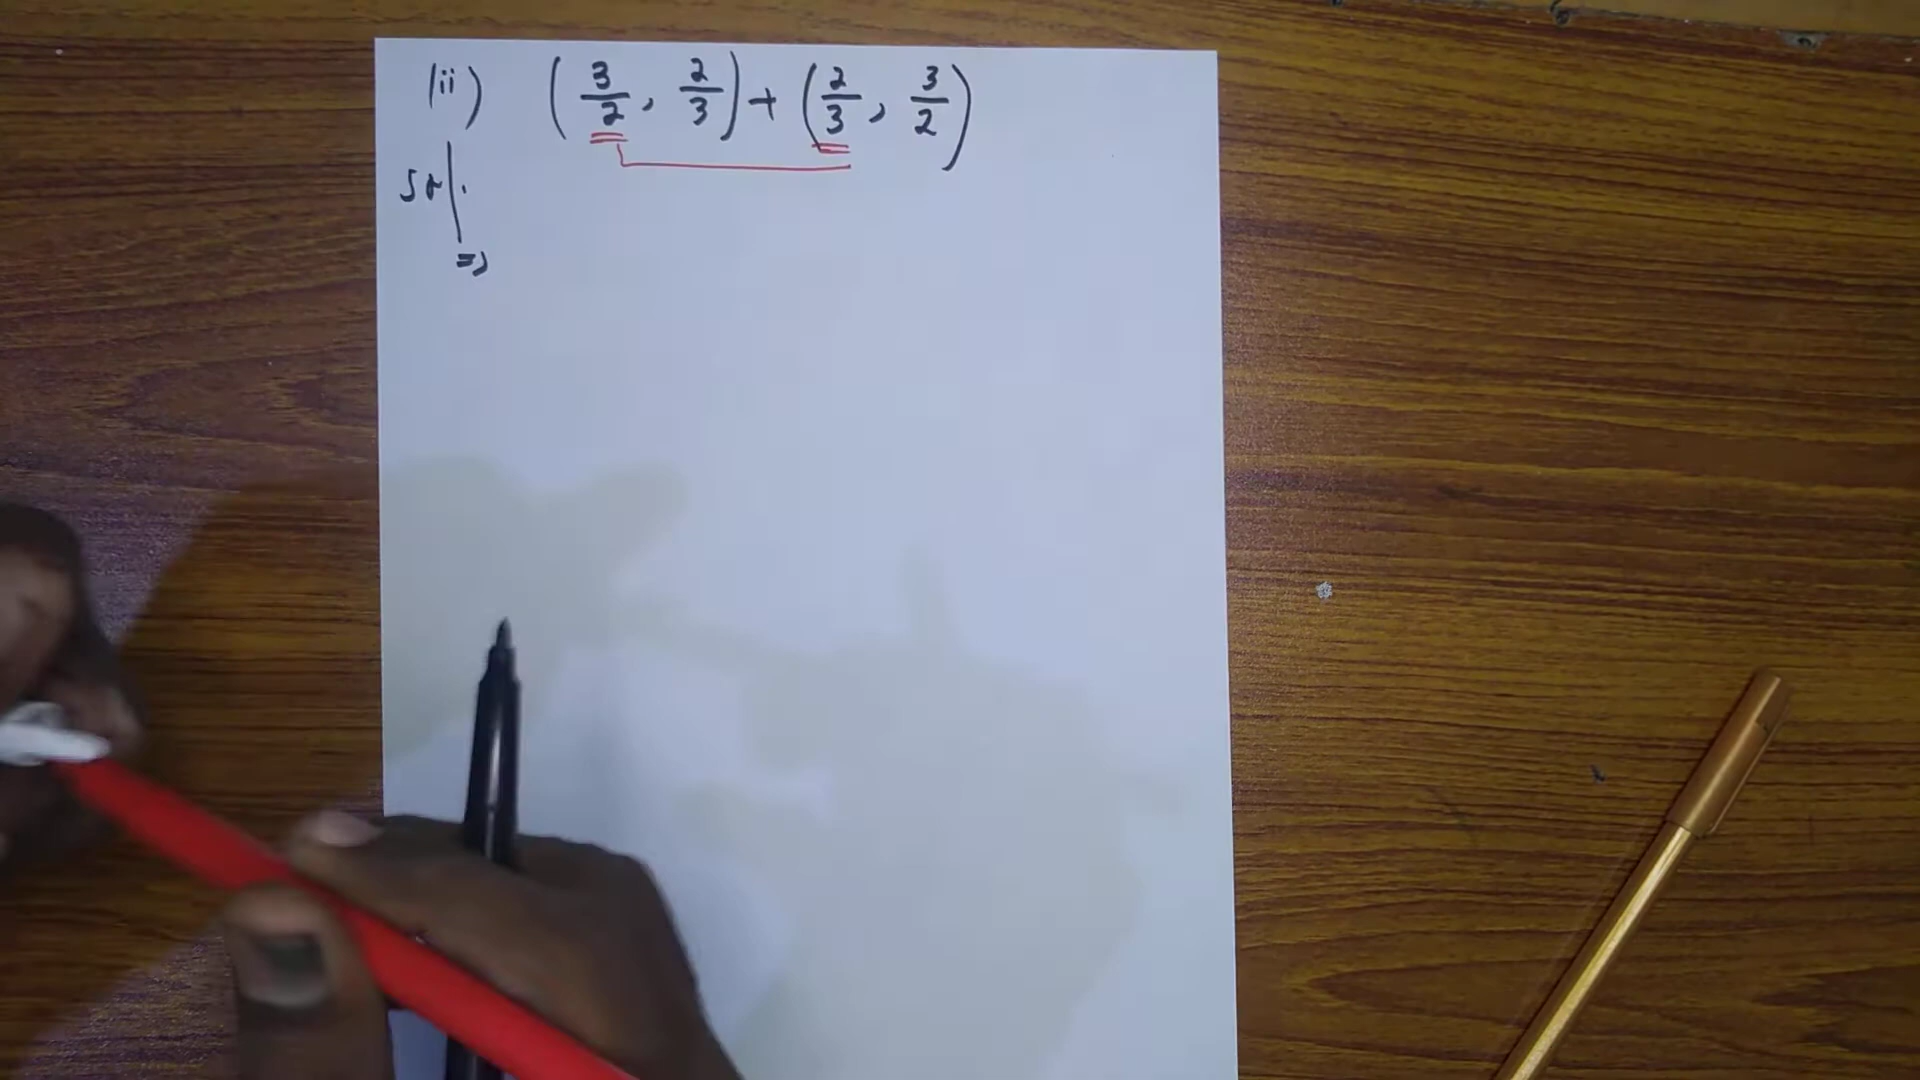 (ii) (3/2, 2/3) + (2/3, 3/2)
Sol.
=>